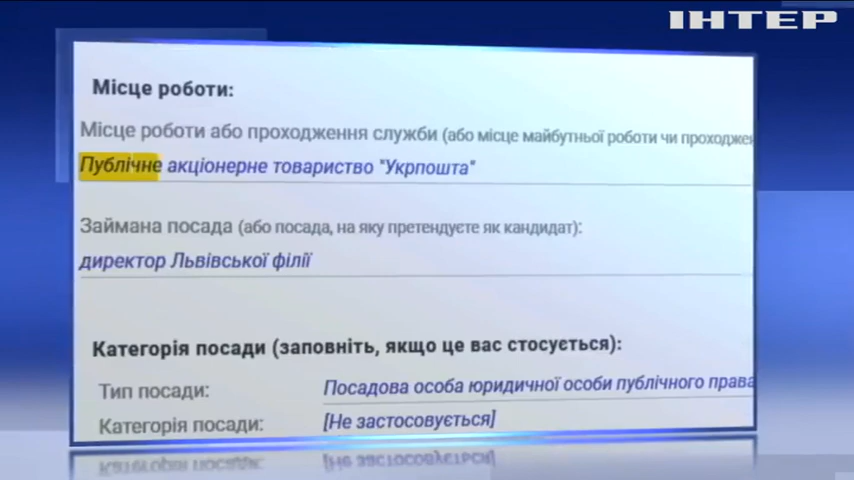 ІНТЕР
Місце роботи:
Місце роботи або проходження служби (або місце майбутньої роботи чи
Публічне акціонерне товариство "Укрпошта"
Займана посада (або посада, на яку претендуєте як кандидат):
директор Львівської філії
Категорія посади (заповніть, якщо це вас стосується):
Тип посади: Посадова особа юридичної особи публічного права
Категорія посади: [Не застосовується]